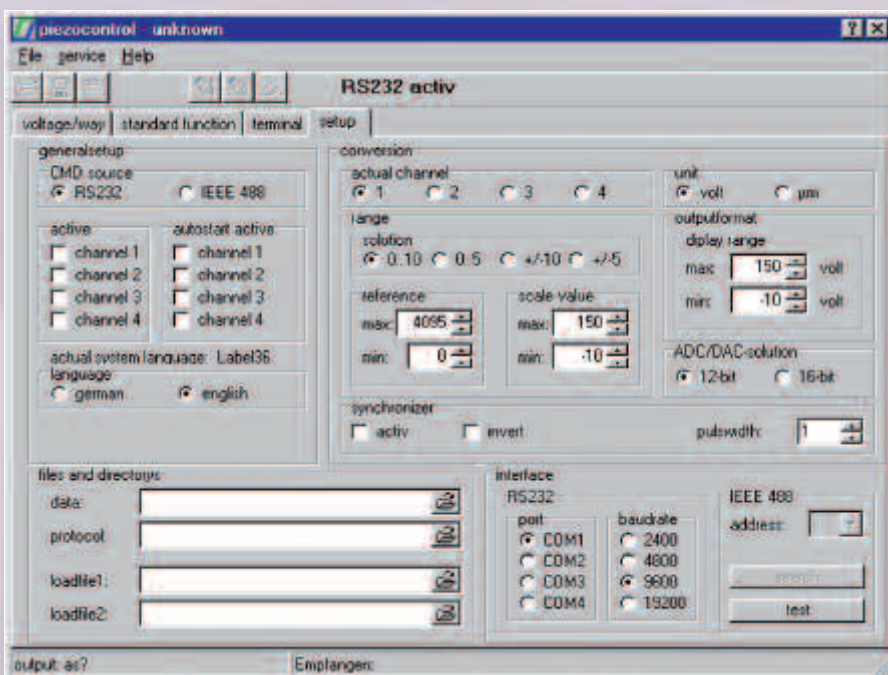 piezocontrol - unknown
File service Help
RS232 activ
voltage/way standard function terminal setup
generalsetup
CMD source
RS232 IEEE 488
active
channel 1
channel 2
channel 3
channel 4
autostart active
channel 1
channel 2
channel 3
channel 4
actual system language: Label36
language
german english
conversion
actual channel
1 2 3 4
unit
volt µm
range
solution
0..10 0..5 +/-10 +/-5
reference
max: 4095
min: 0
scale value
max: 150
min: -10
outputformat
diplay range
max: 150 volt
min: -10 volt
ADC/DAC-solution
12-bit 16-bit
synchronizer
activ invert pulswidth: 1
files and directorys
data:
protocol:
loadfile1:
loadfile2:
interface
RS232
port
COM1
COM2
COM3
COM4
baudrate
2400
4800
9600
19200
IEEE 488
address:
test
output: as? Empfangen: